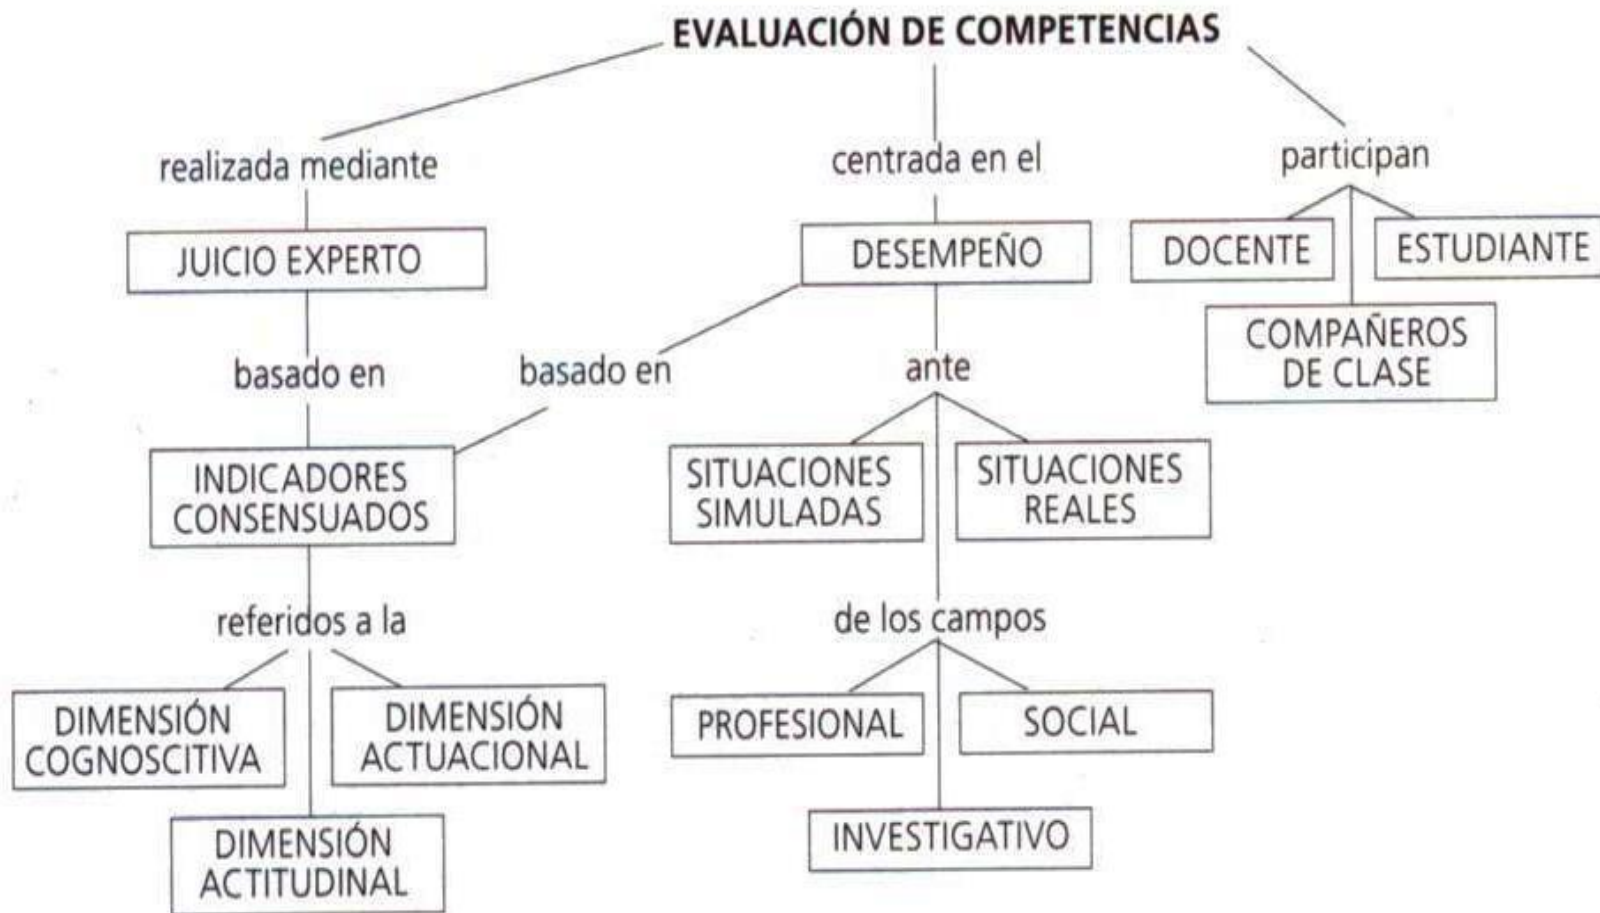 EVALUACIÓN DE COMPETENCIAS
realizada mediante
centrada en el
participan
JUICIO EXPERTO
DESEMPEÑO
DOCENTE
ESTUDIANTE
COMPAÑEROS
DE CLASE
basado en
basado en
ante
INDICADORES
CONSENSUADOS
SITUACIONES
SIMULADAS
SITUACIONES
REALES
referidos a la
de los campos
DIMENSIÓN
COGNOSCITIVA
DIMENSIÓN
ACTUACIONAL
PROFESIONAL
SOCIAL
DIMENSIÓN
ACTITUDINAL
INVESTIGATIVO